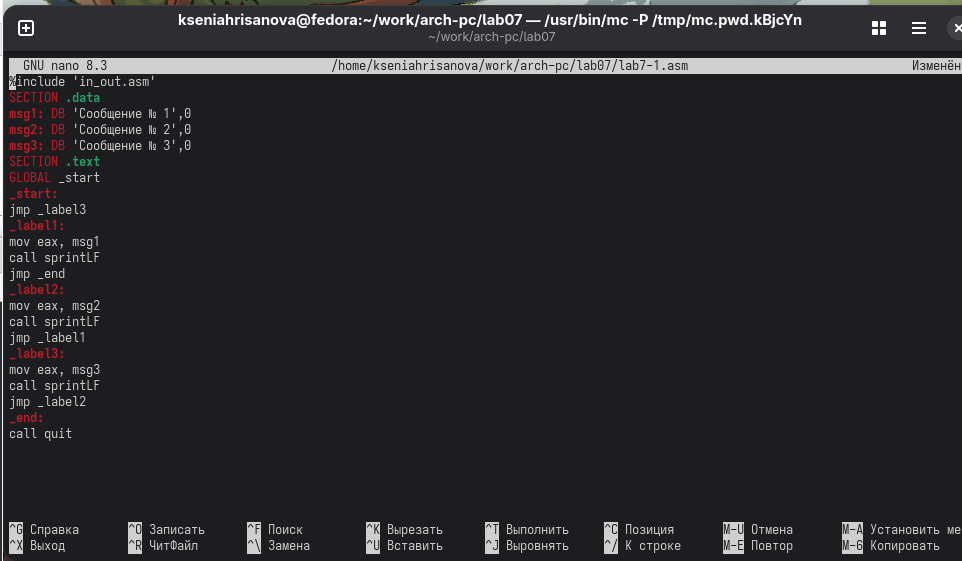 kseniahrisanova@fedora:~/work/arch-pc/lab07 — /usr/bin/mc -P /tmp/mc.pwd.kBjcYn
~/work/arch-pc/lab07
GNU nano 8.3 /home/kseniahrisanova/work/arch-pc/lab07/lab7-1.asm Изменён
%include 'in_out.asm'
SECTION .data
msg1: DB 'Сообщение № 1',0
msg2: DB 'Сообщение № 2',0
msg3: DB 'Сообщение № 3',0
SECTION .text
GLOBAL _start
_start:
jmp _label3
_label1:
mov eax, msg1
call sprintLF
jmp _end
_label2:
mov eax, msg2
call sprintLF
jmp _label1
_label3:
mov eax, msg3
call sprintLF
jmp _label2
_end:
call quit
^G Справка ^O Записать ^F Поиск ^K Вырезать ^T Выполнить ^C Позиция M-U Отмена M-A Установить ме
^X Выход ^R ЧитФайл ^\ Замена ^U Вставить ^J Выровнять ^/ К строке M-E Повтор M-6 Копировать